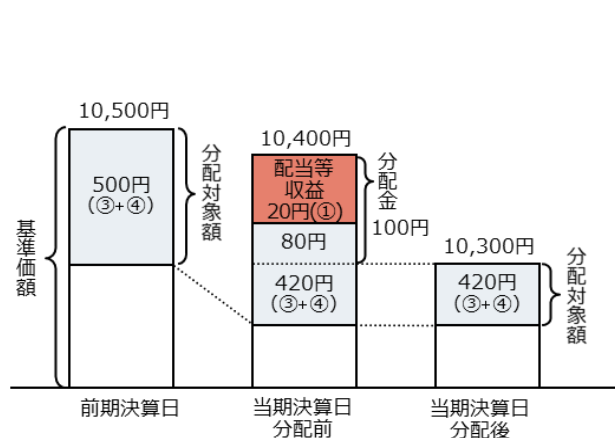 10,500円
500円
(③+④)
分配対象額
基準価額
10,400円
配当等
収益
20円(①)
80円
420円
(③+④)
分配金
100円
10,300円
420円
(③+④)
分配対象額
前期決算日
当期決算日
分配前
当期決算日
分配後